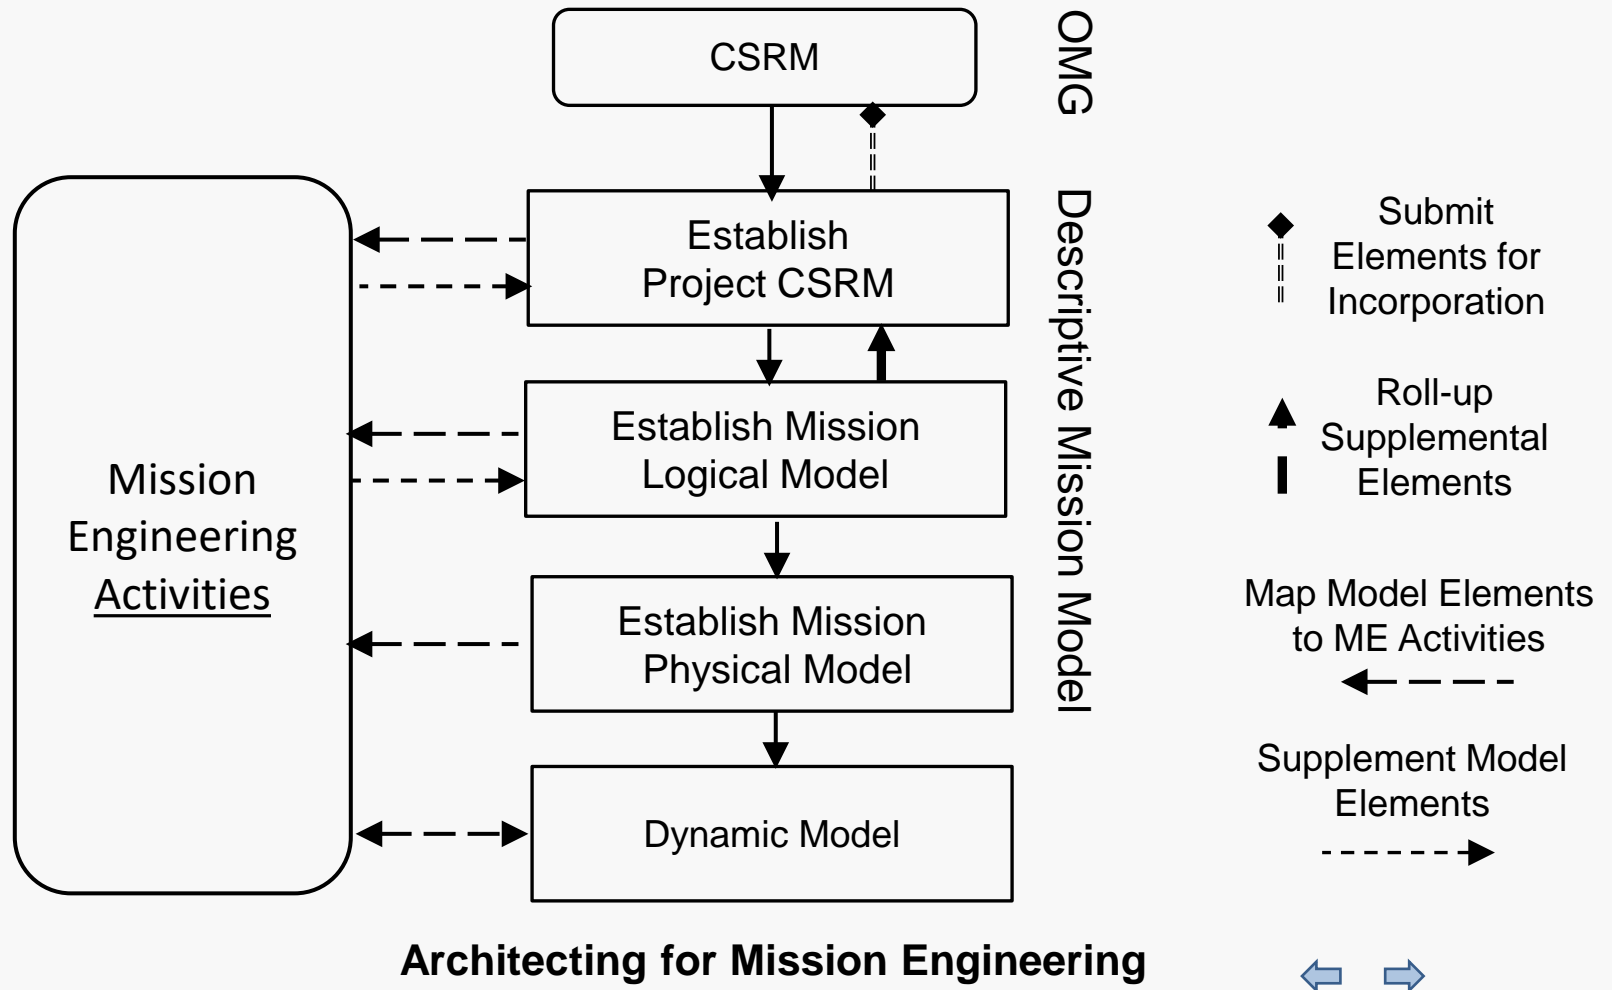 CSRM
OMG
Establish
Project CSRM
Descriptive Mission Model
Establish Mission
Logical Model
Mission
Engineering
Activities
Establish Mission
Physical Model
Dynamic Model
Submit
Elements for
Incorporation
Roll-up
Supplemental
Elements
Map Model Elements
to ME Activities
Supplement Model
Elements
Architecting for Mission Engineering